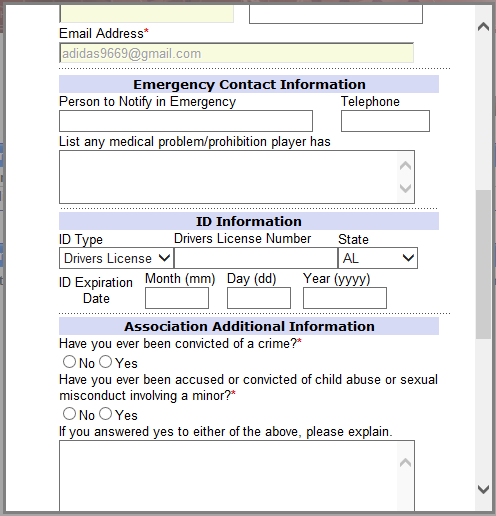 Email Address*
adidas9669@gmail.com
Emergency Contact Information
Person to Notify in Emergency Telephone
List any medical problem/prohibition player has
ID Information
ID Type Drivers License Number State
Drivers License AL
ID Expiration Date Month (mm) Day (dd) Year (yyyy)
Association Additional Information
Have you ever been convicted of a crime?*
No Yes
Have you ever been accused or convicted of child abuse or sexual
misconduct involving a minor?*
No Yes
If you answered yes to either of the above, please explain.